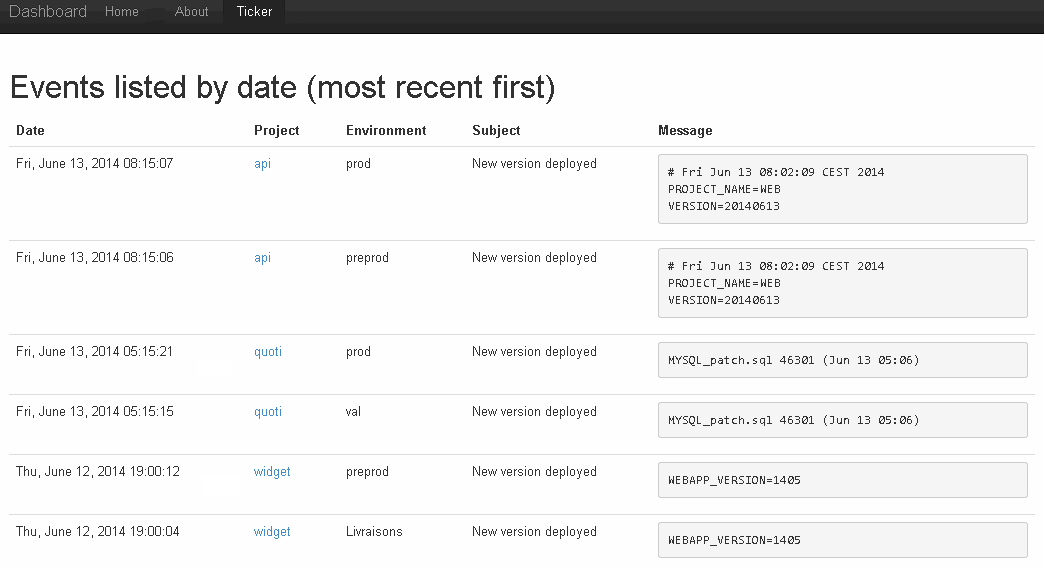 Dashboard Home About Ticker
Events listed by date (most recent first)
Date Project Environment Subject Message
Fri, June 13, 2014 08:15:07 api prod New version deployed
# Fri Jun 13 08:02:09 CEST 2014
PROJECT_NAME=WEB
VERSION=20140613
Fri, June 13, 2014 08:15:06 api preprod New version deployed
# Fri Jun 13 08:02:09 CEST 2014
PROJECT_NAME=WEB
VERSION=20140613
Fri, June 13, 2014 05:15:21 quoti prod New version deployed
MYSQL_patch.sql 46301 (Jun 13 05:06)
Fri, June 13, 2014 05:15:15 quoti val New version deployed
MYSQL_patch.sql 46301 (Jun 13 05:06)
Thu, June 12, 2014 19:00:12 widget preprod New version deployed
WEBAPP_VERSION=1405
Thu, June 12, 2014 19:00:04 widget Livraisons New version deployed
WEBAPP_VERSION=1405